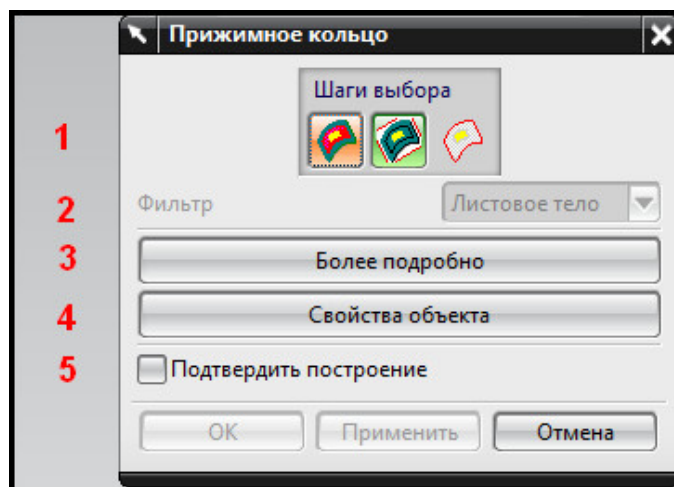 Прижимное кольцо
Шаги выбора
1
2 Фильтр Листовое тело
3 Более подробно
4 Свойства объекта
5 Подтвердить построение
ОК Применить Отмена